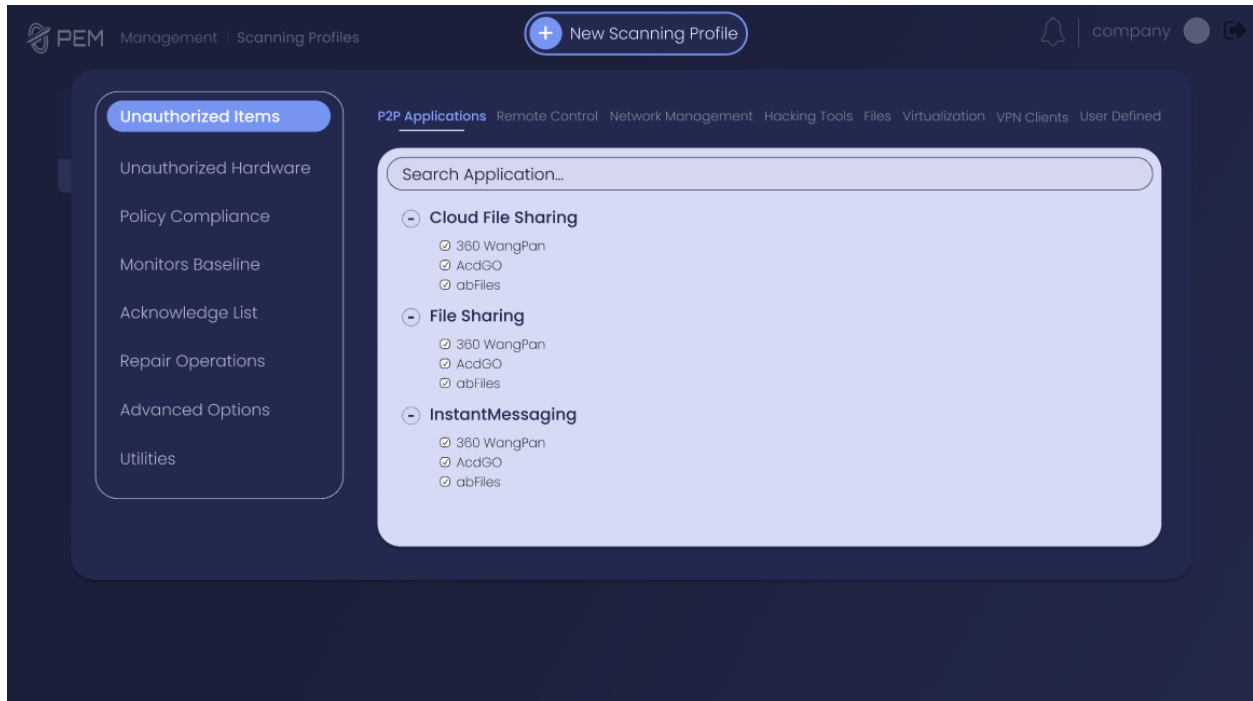 PEM Management | Scanning Profiles
+ New Scanning Profile
company
Unauthorized Items
Unauthorized Hardware
Policy Compliance
Monitors Baseline
Acknowledge List
Repair Operations
Advanced Options
Utilities
P2P Applications Remote Control Network Management Hacking Tools Files Virtualization VPN Clients User Defined
Search Application...
Cloud File Sharing
360 WangPan
AcdGO
abFiles
File Sharing
360 WangPan
AcdGO
abFiles
InstantMessaging
360 WangPan
AcdGO
abFiles